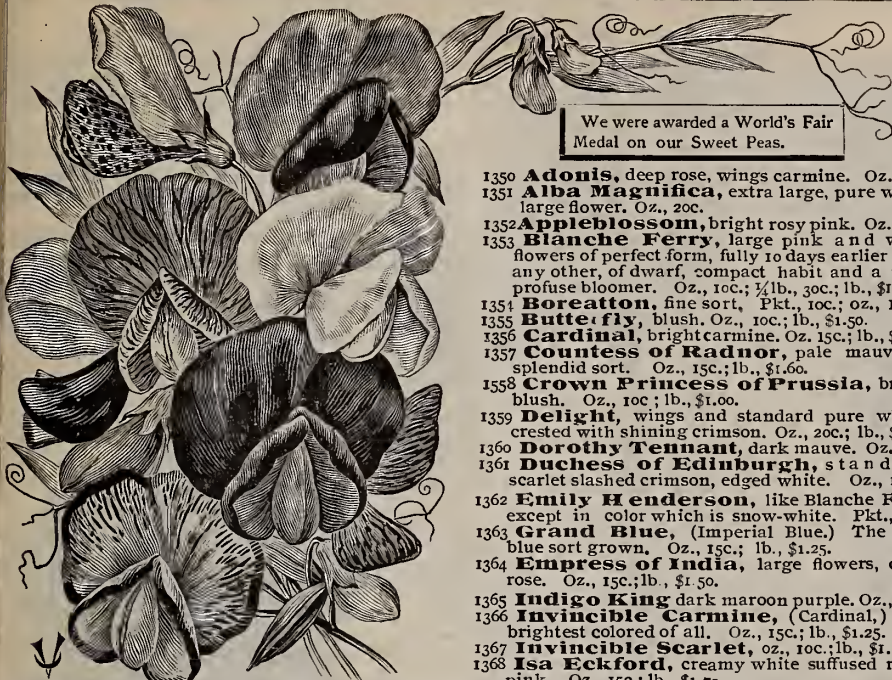 We were awarded a World's Fair
Medal on our Sweet Peas.
1350 Adonis, deep rose, wings carmine. Oz.
1351 Alba Magnifica, extra large, pure
large flower. Oz., 20c.
1352 Appleblossom, bright rosy pink. Oz.
1353 Blanche Ferry, large pink and
flowers of perfect form, fully 10 days earlier
any other, of dwarf, compact habit and a
profuse bloomer. Oz., 10c.; ¼lb., 30c.; lb.,
1354 Boreatton, fine sort, Pkt., 10c.; oz.,
1355 Butterfly, blush. Oz., 10c.; lb., $1.50.
1356 Cardinal, bright carmine. Oz. 15c.; lb.,
1357 Countess of Radnor, pale
splendid sort. Oz., 15c.; lb., $1.60.
1558 Crown Princess of Prussia,
blush. Oz., 10c ; lb., $1.00.
1359 Delight, wings and standard pure
crested with shining crimson. Oz., 20c.; lb.,
1360 Dorothy Tennant, dark mauve. Oz.
1361 Duchess of Edinburgh,
scarlet slashed crimson, edged white. Oz.,
1362 Emily Henderson, like Blanche
except in color which is snow-white. Pkt.,
1363 Grand Blue, (Imperial Blue.) The
blue sort grown. Oz., 15c.; lb., $1.25.
1364 Empress of India, large flowers,
rose. Oz., 15c.; lb., $1.50.
1365 Indigo King dark maroon purple. Oz.,
1366 Invincible Carmine, (Cardinal,)
brightest colored of all. Oz., 15c.; lb., $1.25.
1367 Invincible Scarlet, oz., 10c.; lb.,
1368 Isa Eckford, creamy white suffused